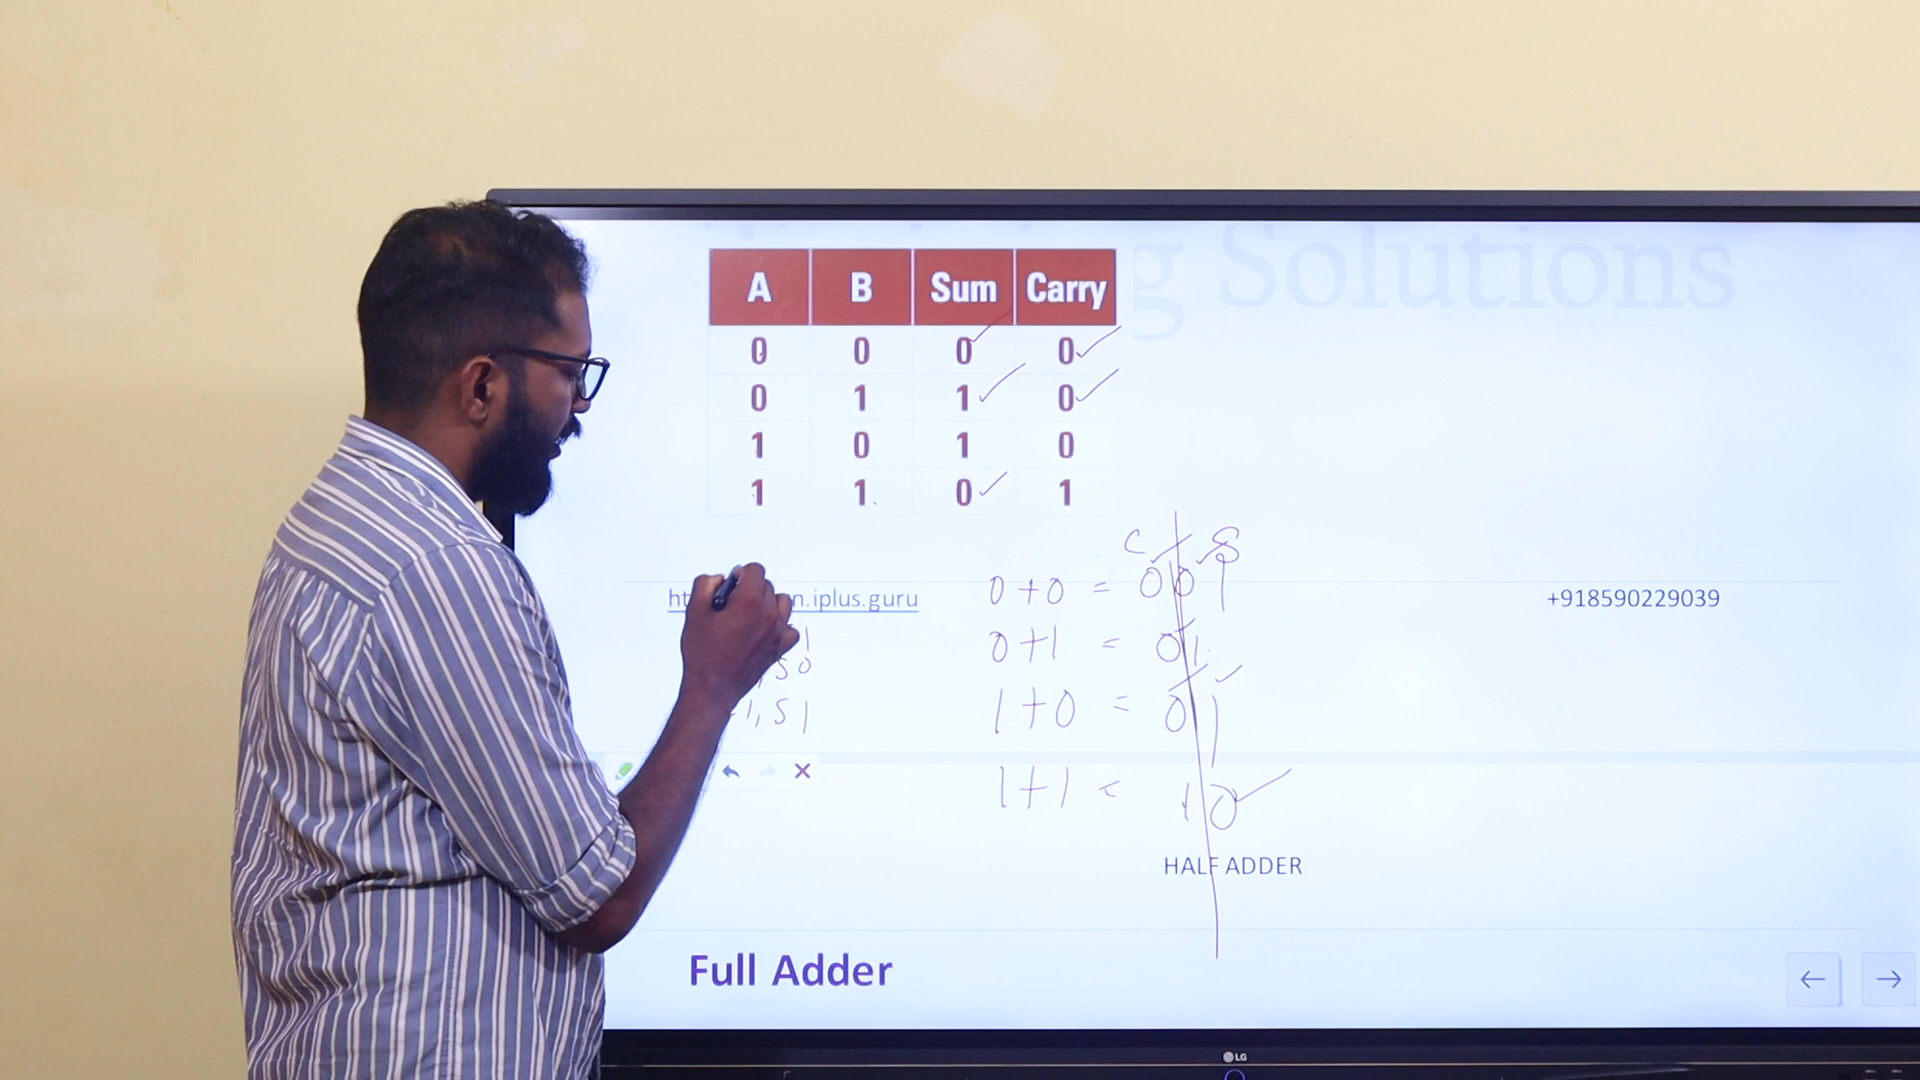 g Solutions
A B Sum Carry
0 0 0 0
0 1 1 0
1 0 1 0
1 1 0 1
C S
0+0 = 00
n.iplus.guru
+918590229039
0+1 = 01
1+0 = 01
1,51
1+1 = 10
HALF ADDER
Full Adder
LG